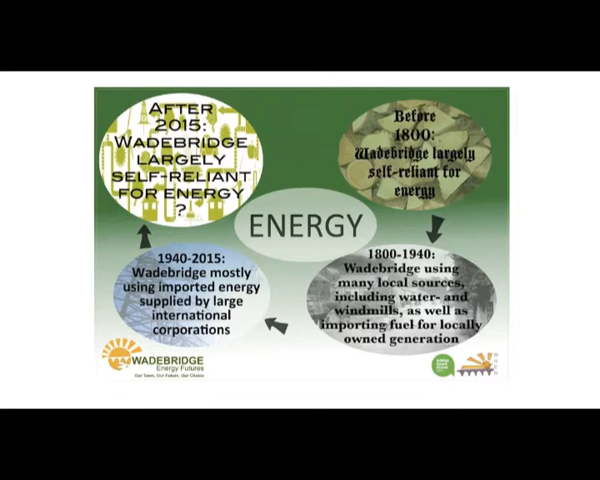 Before
1800:
Wadebridge largely
self-reliant for
energy
1800-1940:
Wadebridge using
many local sources,
including water- and
windmills, as well as
importing fuel for locally
owned generation
1940-2015:
Wadebridge mostly
using imported energy
supplied by large
international
corporations
AFTER
2015:
WADEBRIDGE
LARGELY
SELF-RELIANT
FOR ENERGY
?
ENERGY
WADEBRIDGE
Energy Futures
Our Town, Our Future, Our Choice